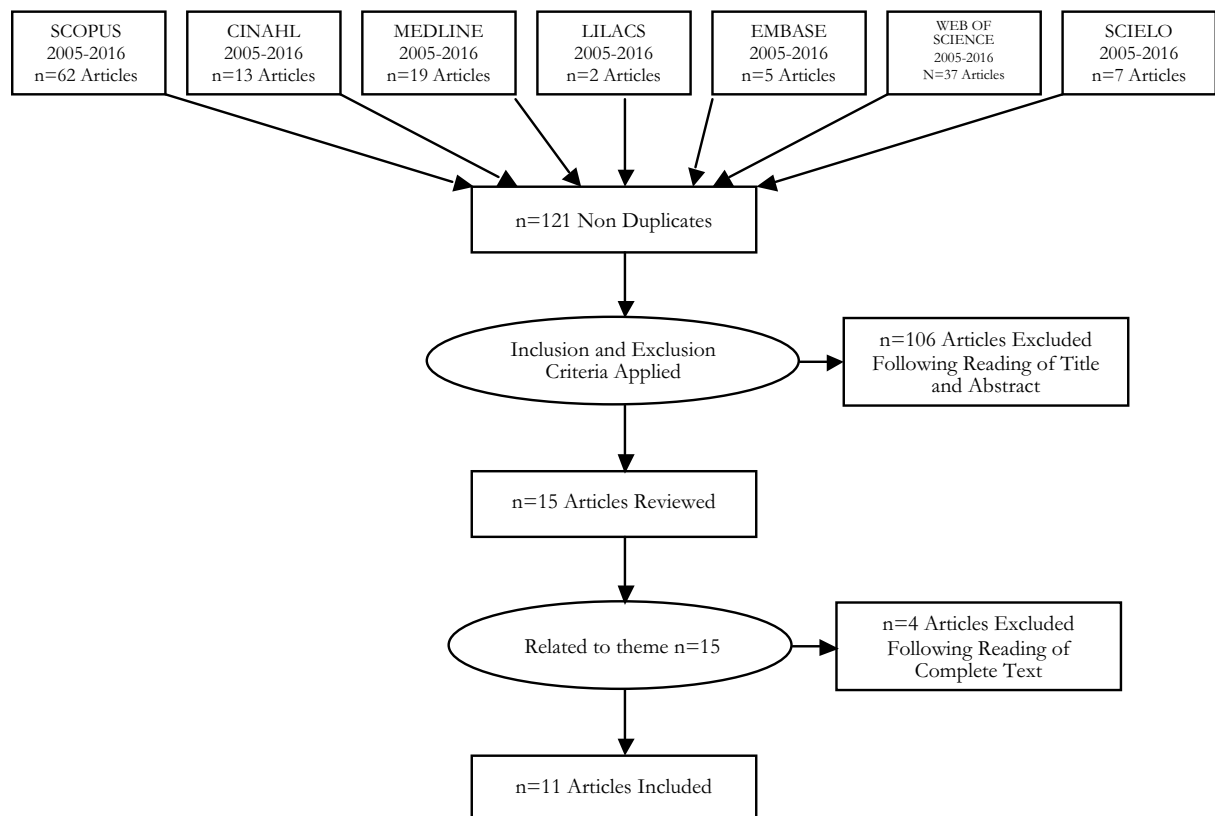 SCOPUS
2005-2016
n=62 Articles
CINAHL
2005-2016
n=13 Articles
MEDLINE
2005-2016
n=19 Articles
LILACS
2005-2016
n=2 Articles
EMBASE
2005-2016
n=5 Articles
WEB OF
SCIENCE
2005-2016
N=37 Articles
SCIELO
2005-2016
n=7 Articles
n=121 Non Duplicates
Inclusion and Exclusion
Criteria Applied
n=106 Articles Excluded
Following Reading of Title
and Abstract
n=15 Articles Reviewed
Related to theme n=15
n=4 Articles Excluded
Following Reading of
Complete Text
n=11 Articles Included